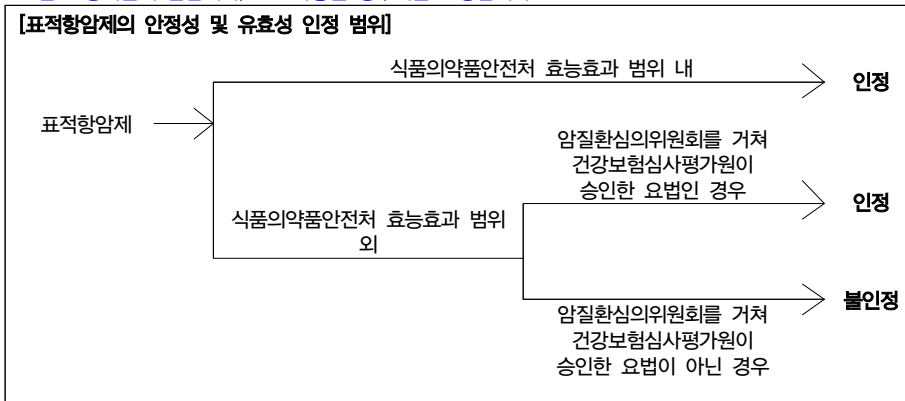 [표적항암제의 안정성 및 유효성 인정 범위]
식품의약품안전처 효능효과 범위 내
인정
표적항암제
암질환심의위원회를 거쳐
건강보험심사평가원이
승인한 요법인 경우
인정
식품의약품안전처 효능효과 범위
외
불인정
암질환심의위원회를 거쳐
건강보험심사평가원이
승인한 요법이 아닌 경우